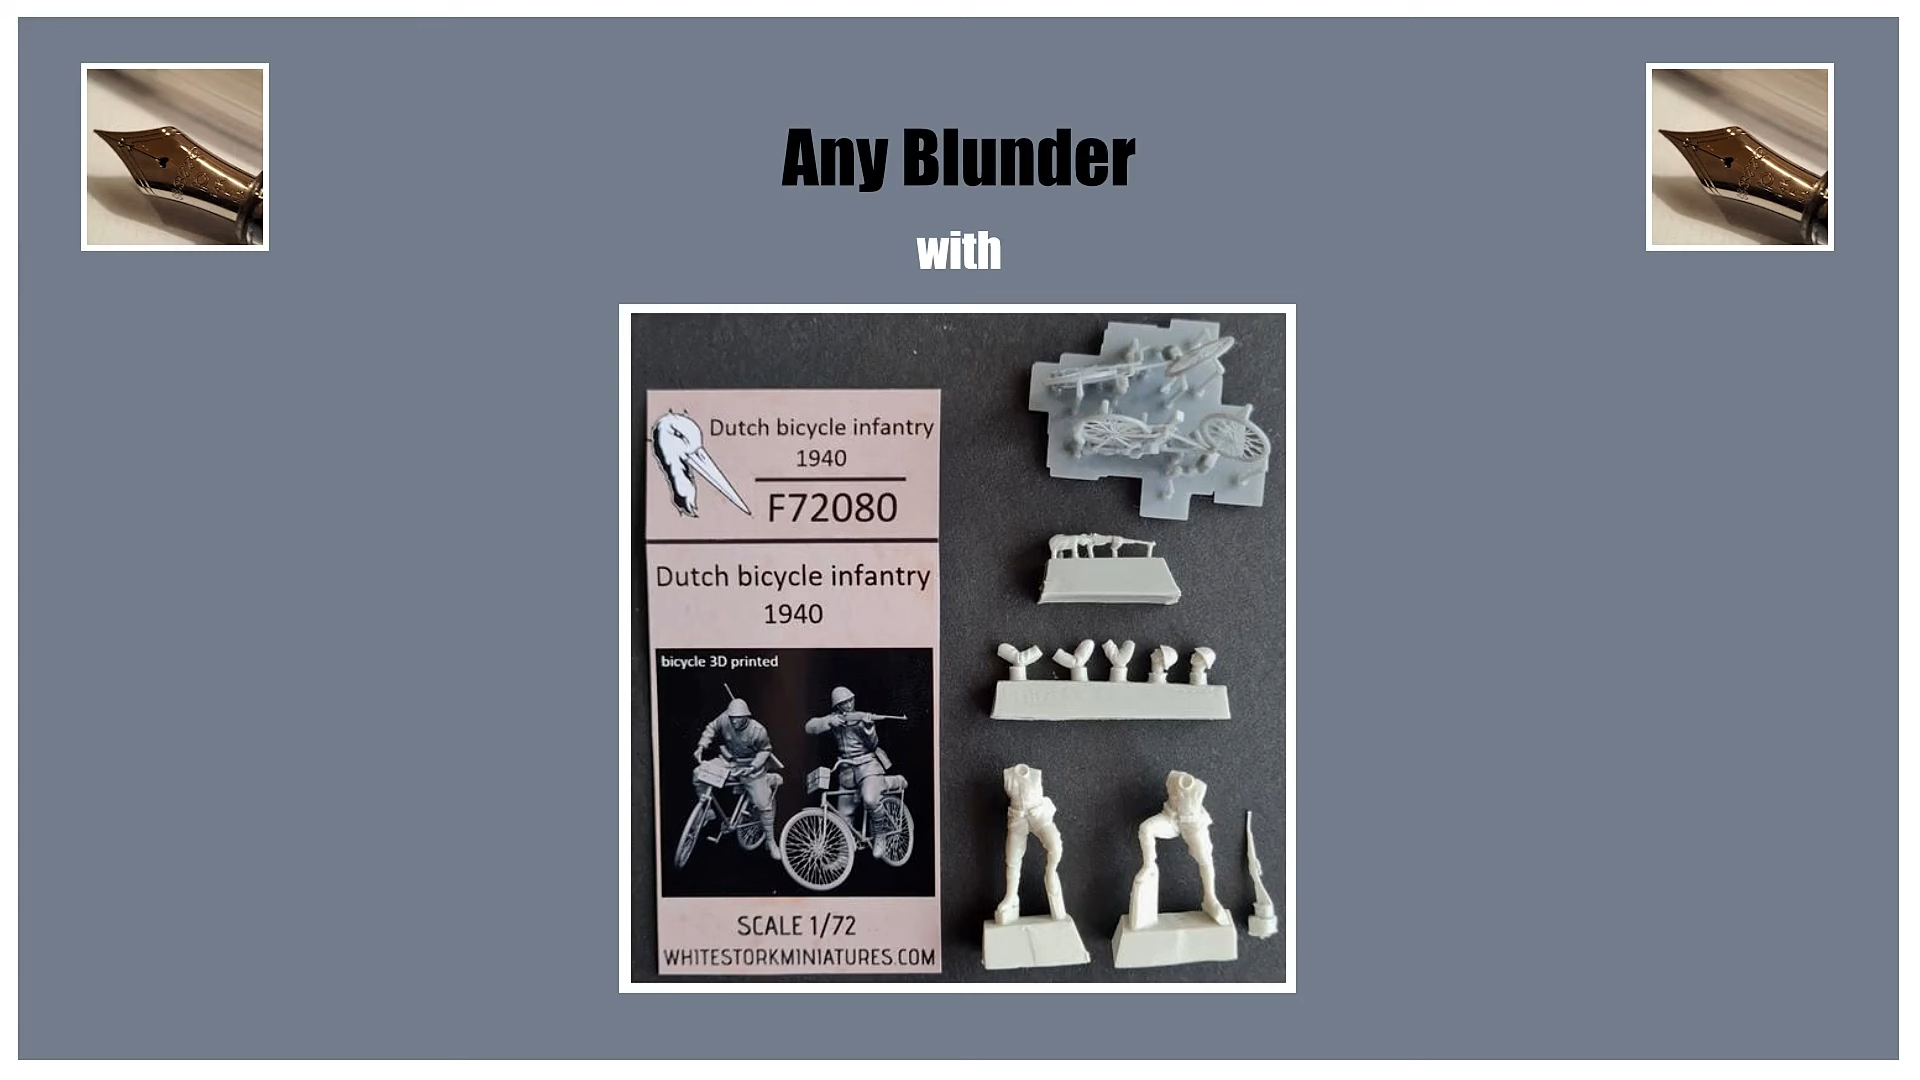 Any Blunder
with
Dutch bicycle infantry
1940
F72080
Dutch bicycle infantry
1940
bicycle 3D printed
SCALE 1/72
WHITESTORKMINIATURES.COM